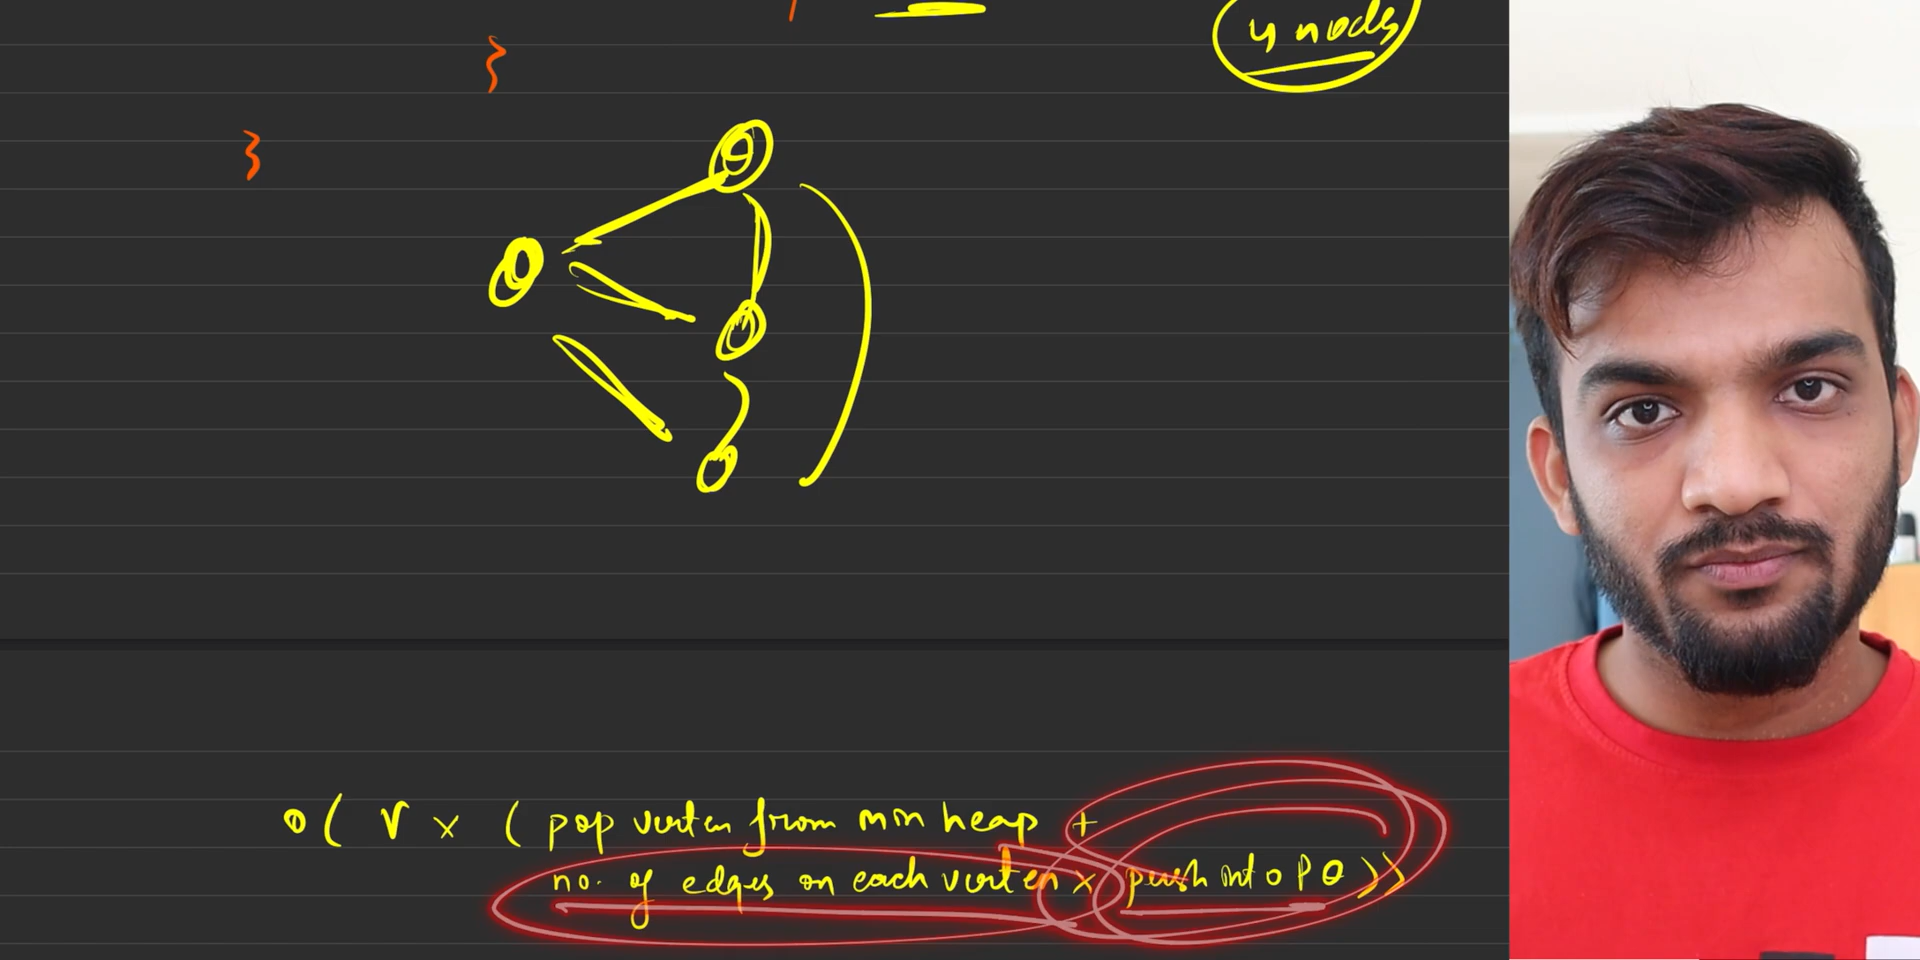 4 nodes
}
}
O( V x ( pop vertex from min heap +
no. of edges on each vertex x push into PQ ))